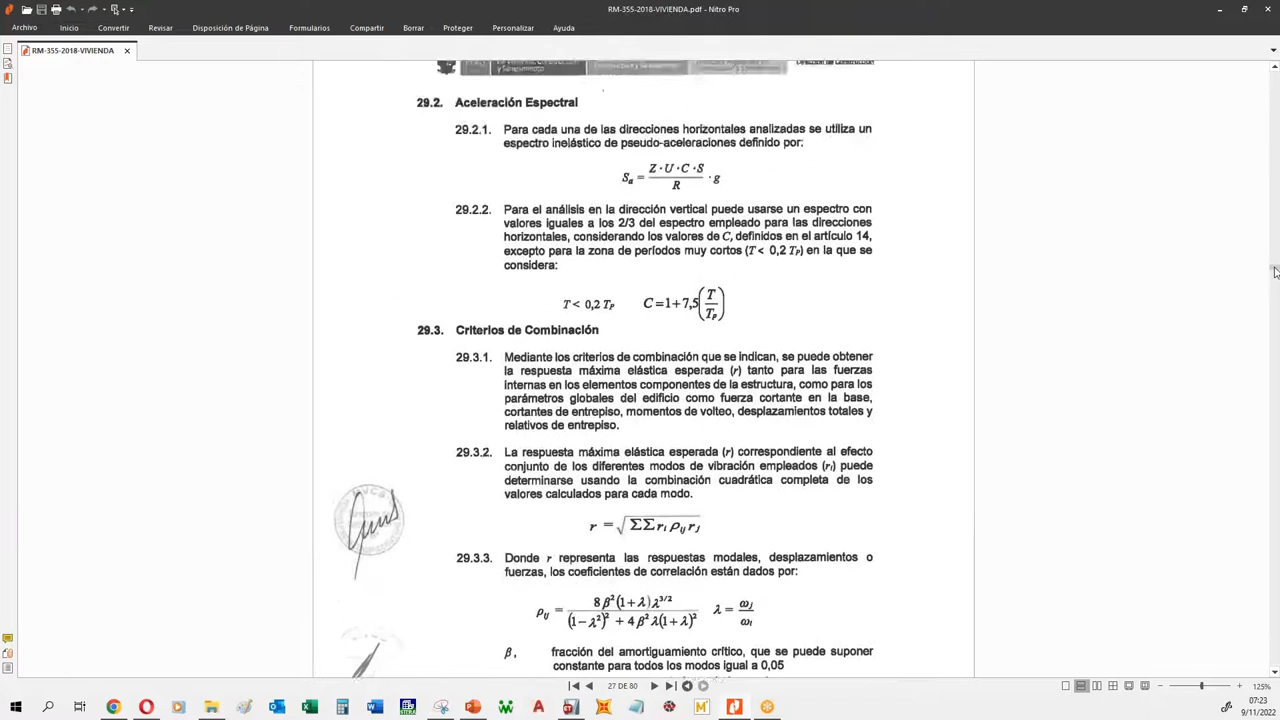 RM-355-2018-VIVIENDA.pdf - Nitro Pro
Archivo Inicio Convertir Revisar Disposición de Página Formularios Compartir Borrar Proteger Personalizar Ayuda
RM-355-2018-VIVIENDA
y Saneamiento Dirección de Construcción
29.2. Aceleración Espectral
29.2.1. Para cada una de las direcciones horizontales analizadas se utiliza un
espectro inelástico de pseudo-aceleraciones definido por:
Sa = Z · U · C · S / R · g
29.2.2. Para el análisis en la dirección vertical puede usarse un espectro con
valores iguales a los 2/3 del espectro empleado para las direcciones
horizontales, considerando los valores de C, definidos en el artículo 14,
excepto para la zona de períodos muy cortos (T < 0,2 TP) en la que se
considera:
T < 0,2 TP C = 1 + 7,5 (T / TP)
29.3. Criterios de Combinación
29.3.1. Mediante los criterios de combinación que se indican, se puede obtener
la respuesta máxima elástica esperada (r) tanto para las fuerzas
internas en los elementos componentes de la estructura, como para los
parámetros globales del edificio como fuerza cortante en la base,
cortantes de entrepiso, momentos de volteo, desplazamientos totales y
relativos de entrepiso.
29.3.2. La respuesta máxima elástica esperada (r) correspondiente al efecto
conjunto de los diferentes modos de vibración empleados (ri) puede
determinarse usando la combinación cuadrática completa de los
valores calculados para cada modo.
r = √ΣΣ ri ρij rj
29.3.3. Donde r representa las respuestas modales, desplazamientos o
fuerzas, los coeficientes de correlación están dados por:
ρij = 8 β²(1+λ)λ^3/2 / (1−λ²)² + 4 β² λ(1+λ)² λ = ωj / ωi
β, fracción del amortiguamiento crítico, que se puede suponer
constante para todos los modos igual a 0,05
27 DE 80
125%
07:23
9/11/2022